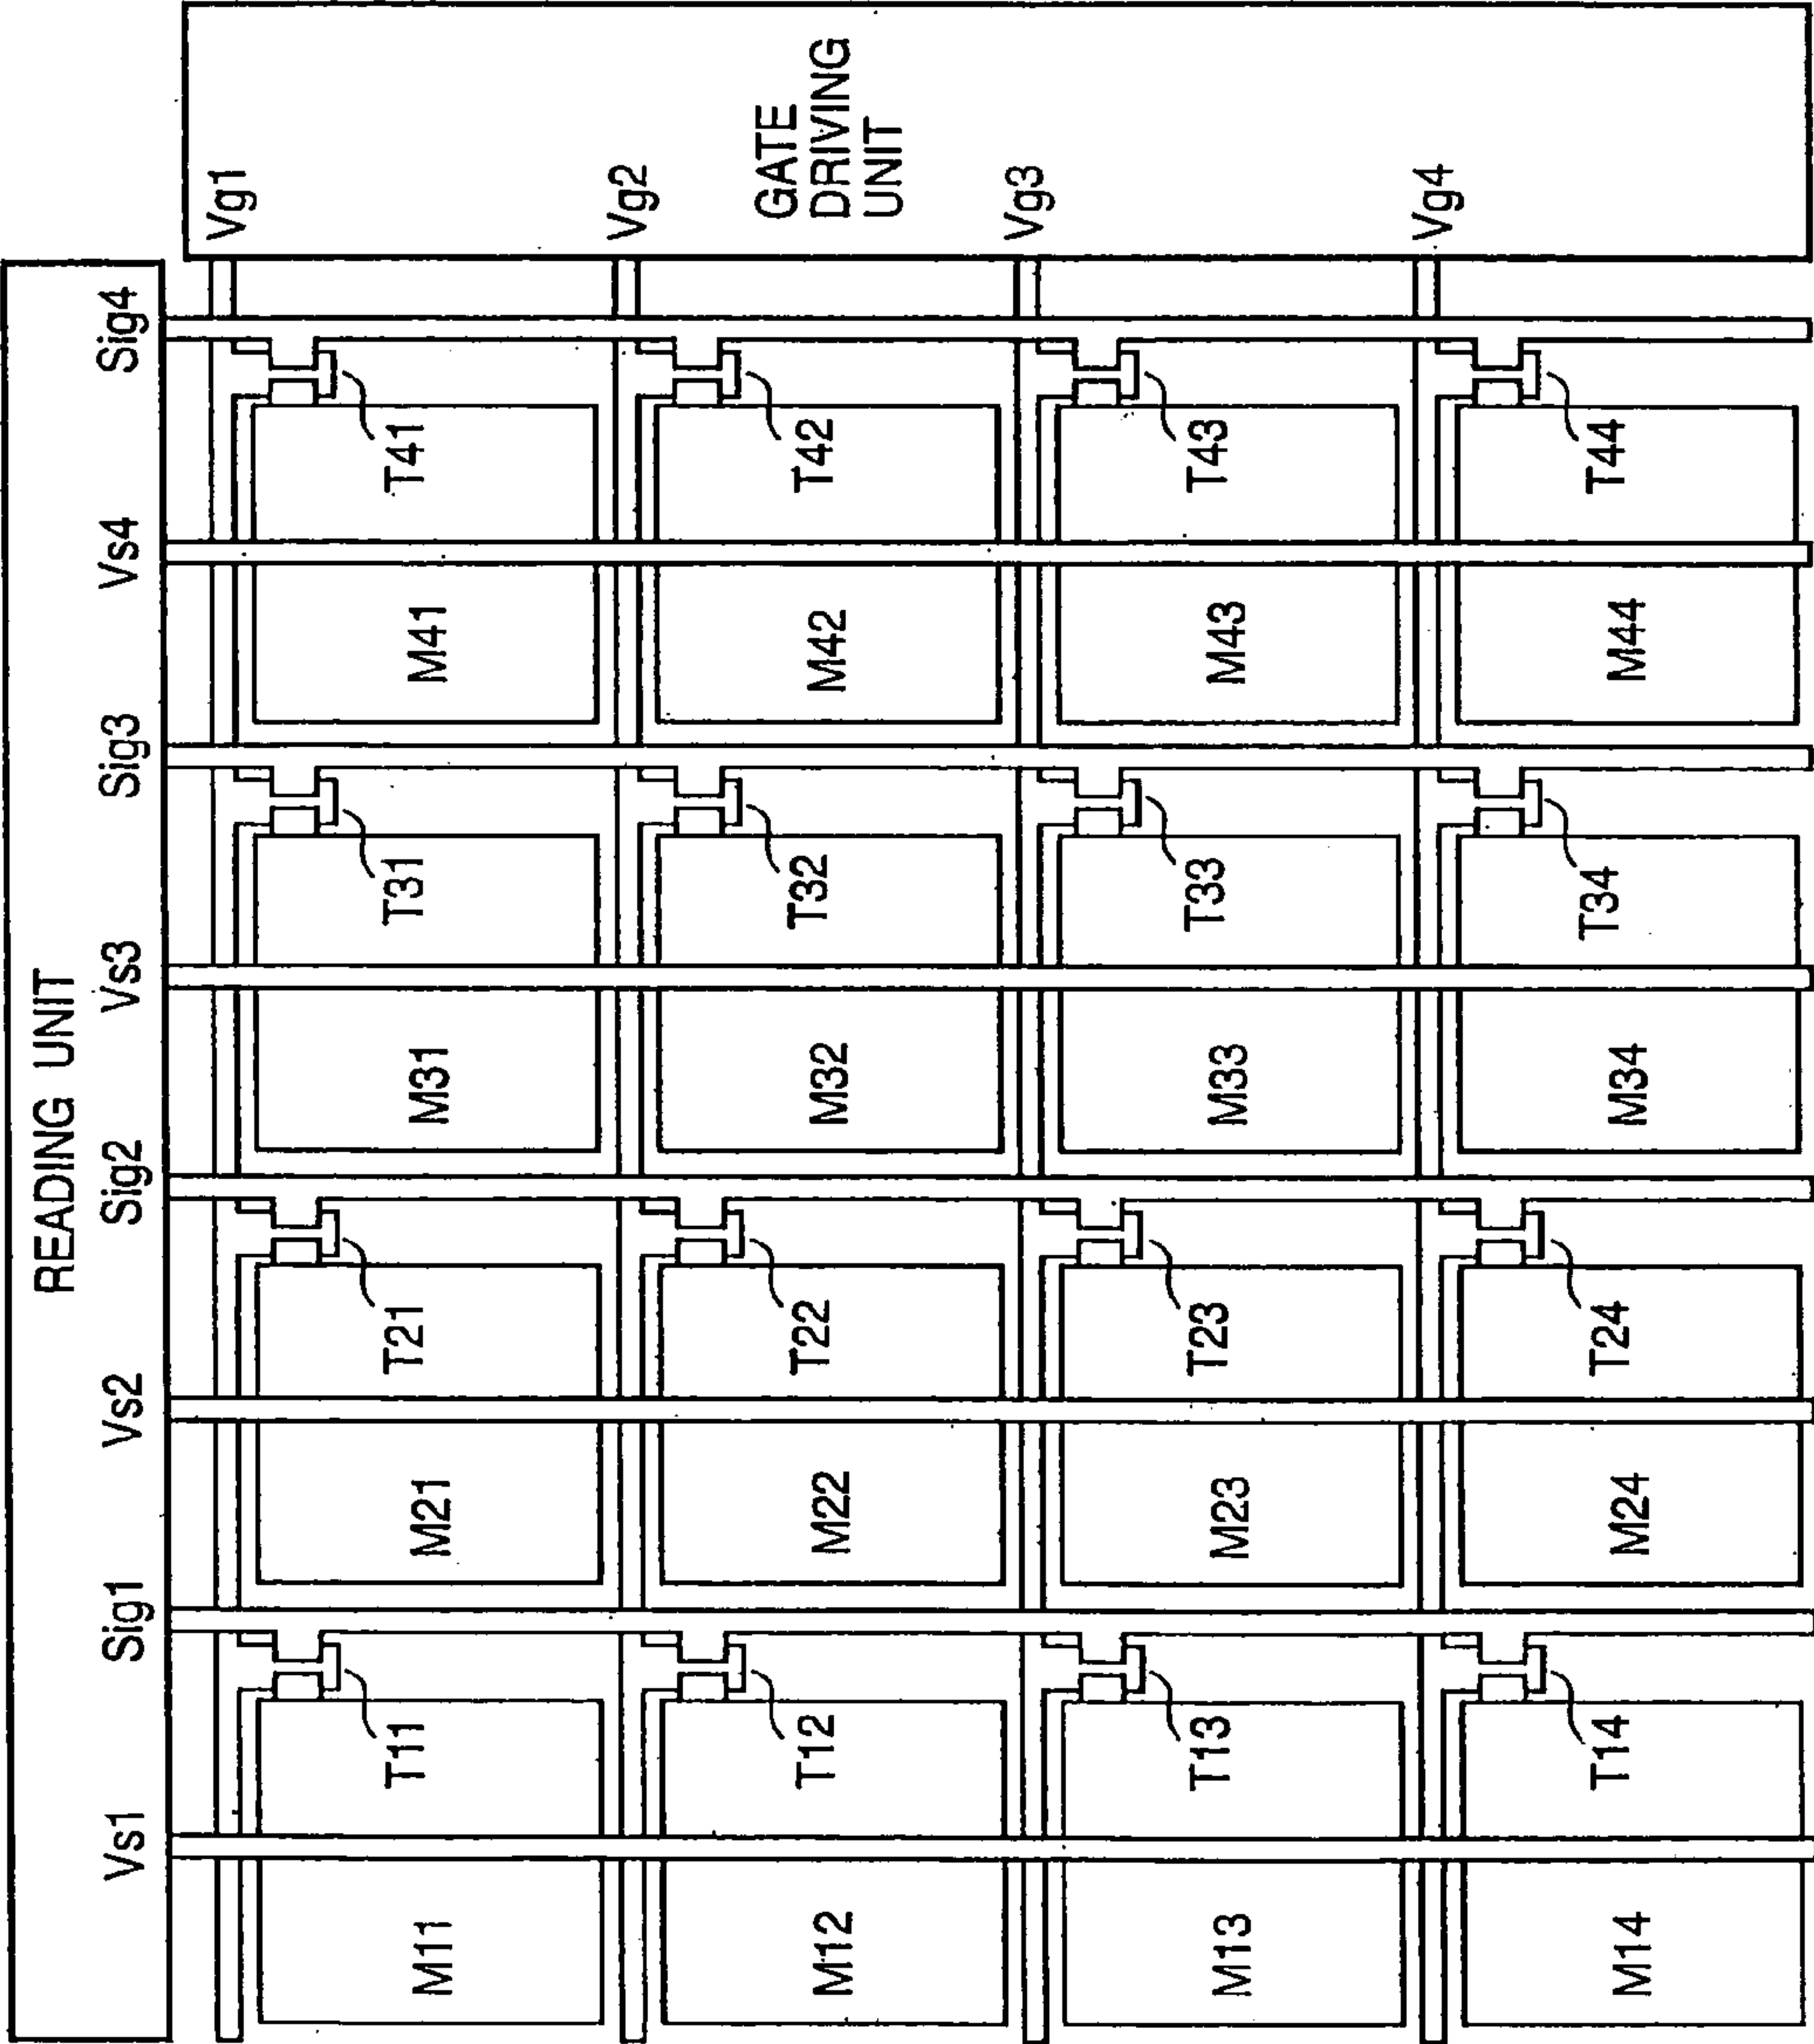 READING UNIT
Vs1 Sig1 Vs2 Sig2 Vs3 Sig3 Vs4 Sig4
Vg1
M11 T11 M21 T21 M31 T31 M41 T41
Vg2
GATE
DRIVING
UNIT
M12 T12 M22 T22 M32 T32 M42 T42
Vg3
M13 T13 M23 T23 M33 T33 M43 T43
Vg4
M14 T14 M24 T24 M34 T34 M44 T44